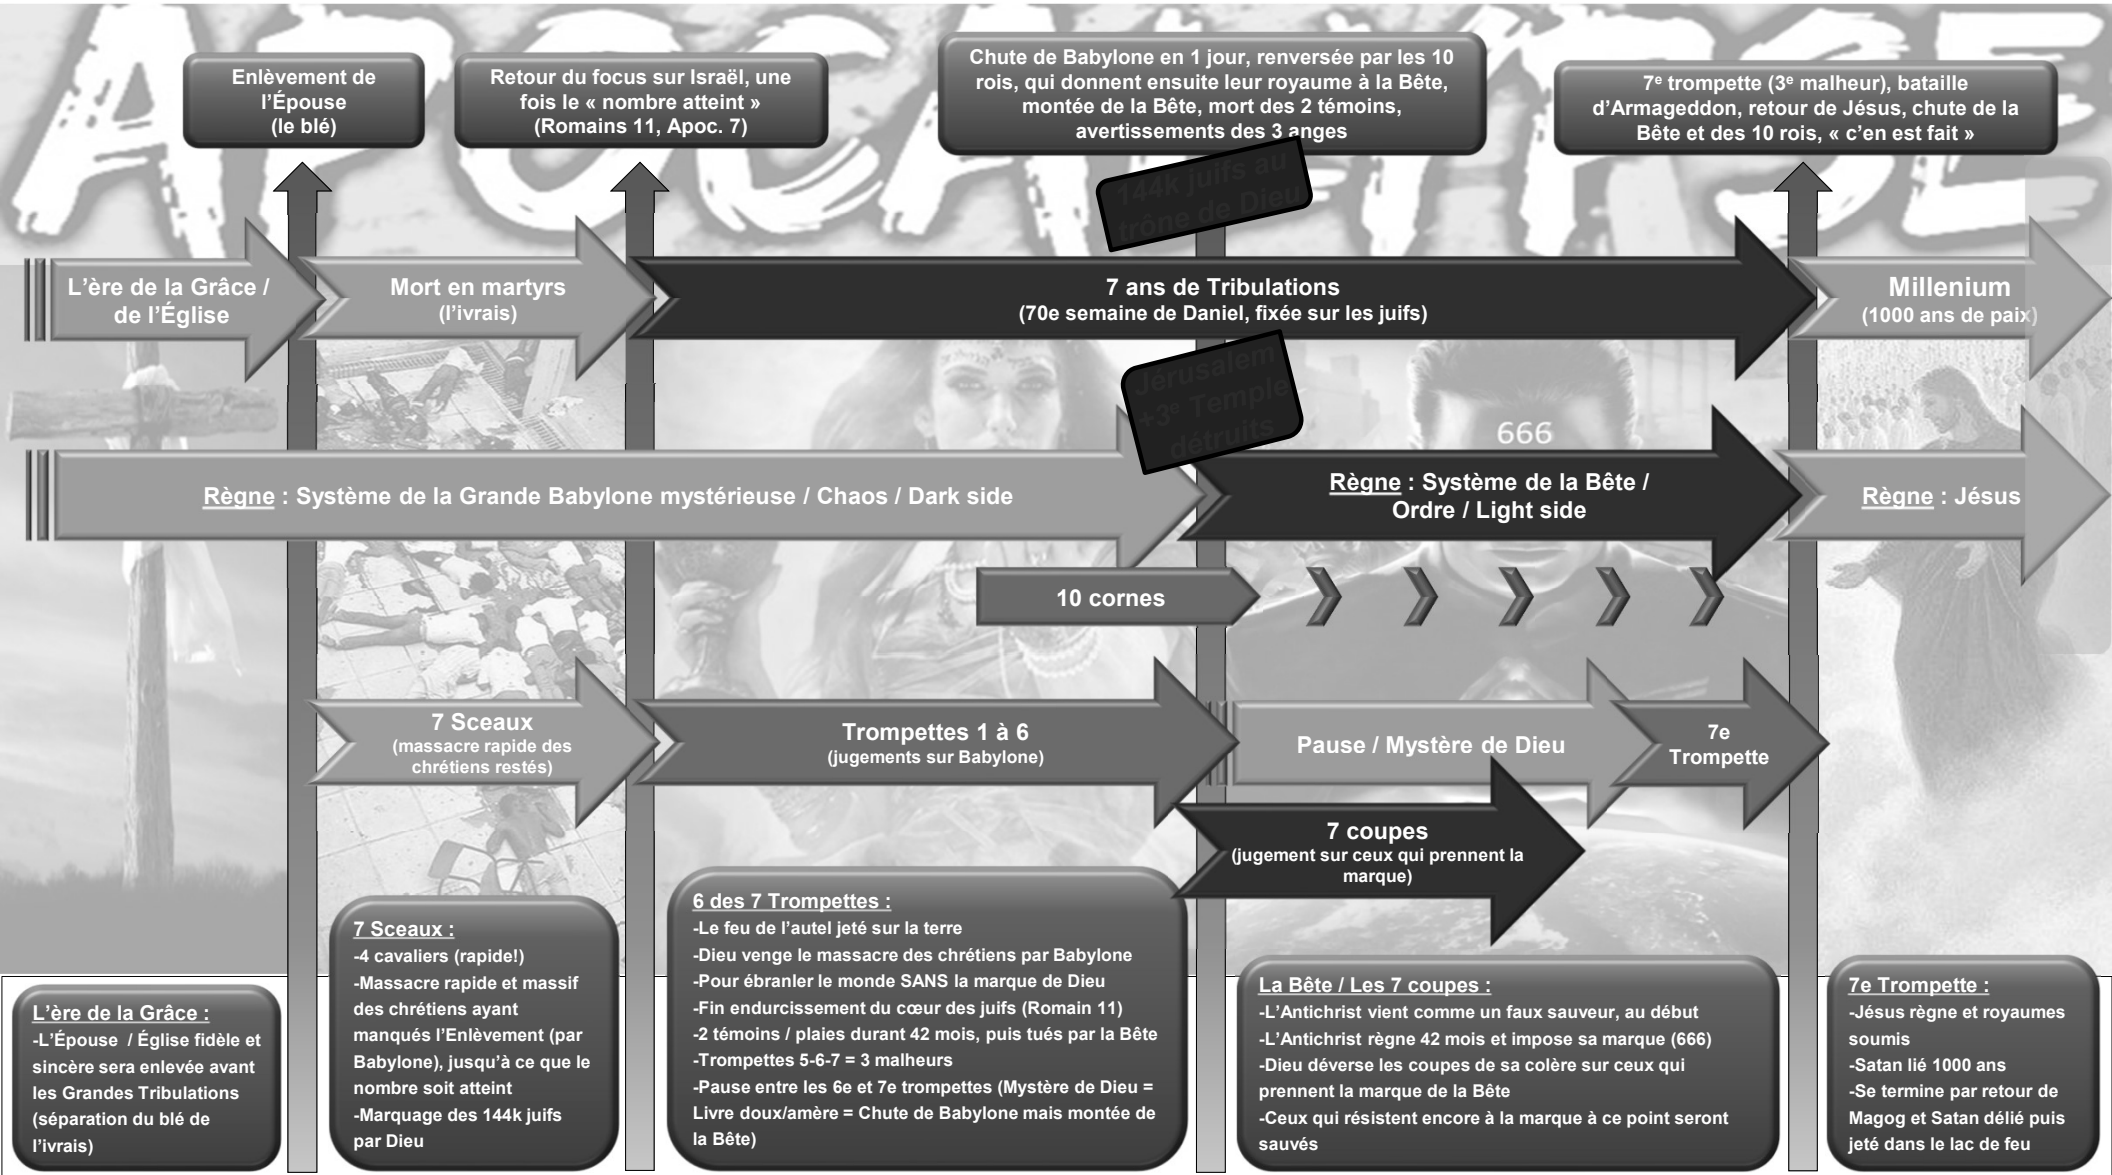 APOCALYPSE
Enlèvement de
l'Épouse
(le blé)
Retour du focus sur Israël, une
fois le « nombre atteint »
(Romains 11, Apoc. 7)
Chute de Babylone en 1 jour, renversée par les 10
rois, qui donnent ensuite leur royaume à la Bête,
montée de la Bête, mort des 2 témoins,
avertissements des 3 anges
7e trompette (3e malheur), bataille
d'Armageddon, retour de Jésus, chute de la
Bête et des 10 rois, « c'en est fait »
144k juifs au
trône de Dieu
L'ère de la Grâce /
de l'Église
Mort en martyrs
(l'ivrais)
7 ans de Tribulations
(70e semaine de Daniel, fixée sur les juifs)
Millenium
(1000 ans de paix)
Jérusalem
+3e Temple
détruits
666
Règne : Système de la Grande Babylone mystérieuse / Chaos / Dark side
Règne : Système de la Bête /
Ordre / Light side
Règne : Jésus
10 cornes
7 Sceaux
(massacre rapide des
chrétiens restés)
Trompettes 1 à 6
(jugements sur Babylone)
Pause / Mystère de Dieu
7e
Trompette
7 coupes
(jugement sur ceux qui prennent la
marque)
L'ère de la Grâce :
-L'Épouse / Église fidèle et
sincère sera enlevée avant
les Grandes Tribulations
(séparation du blé de
l'ivrais)
7 Sceaux :
-4 cavaliers (rapide!)
-Massacre rapide et massif
des chrétiens ayant
manqués l'Enlèvement (par
Babylone), jusqu'à ce que le
nombre soit atteint
-Marquage des 144k juifs
par Dieu
6 des 7 Trompettes :
-Le feu de l'autel jeté sur la terre
-Dieu venge le massacre des chrétiens par Babylone
-Pour ébranler le monde SANS la marque de Dieu
-Fin endurcissement du cœur des juifs (Romain 11)
-2 témoins / plaies durant 42 mois, puis tués par la Bête
-Trompettes 5-6-7 = 3 malheurs
-Pause entre les 6e et 7e trompettes (Mystère de Dieu =
Livre doux/amère = Chute de Babylone mais montée de
la Bête)
La Bête / Les 7 coupes :
-L'Antichrist vient comme un faux sauveur, au début
-L'Antichrist règne 42 mois et impose sa marque (666)
-Dieu déverse les coupes de sa colère sur ceux qui
prennent la marque de la Bête
-Ceux qui résistent encore à la marque à ce point seront
sauvés
7e Trompette :
-Jésus règne et royaumes
soumis
-Satan lié 1000 ans
-Se termine par retour de
Magog et Satan délié puis
jeté dans le lac de feu